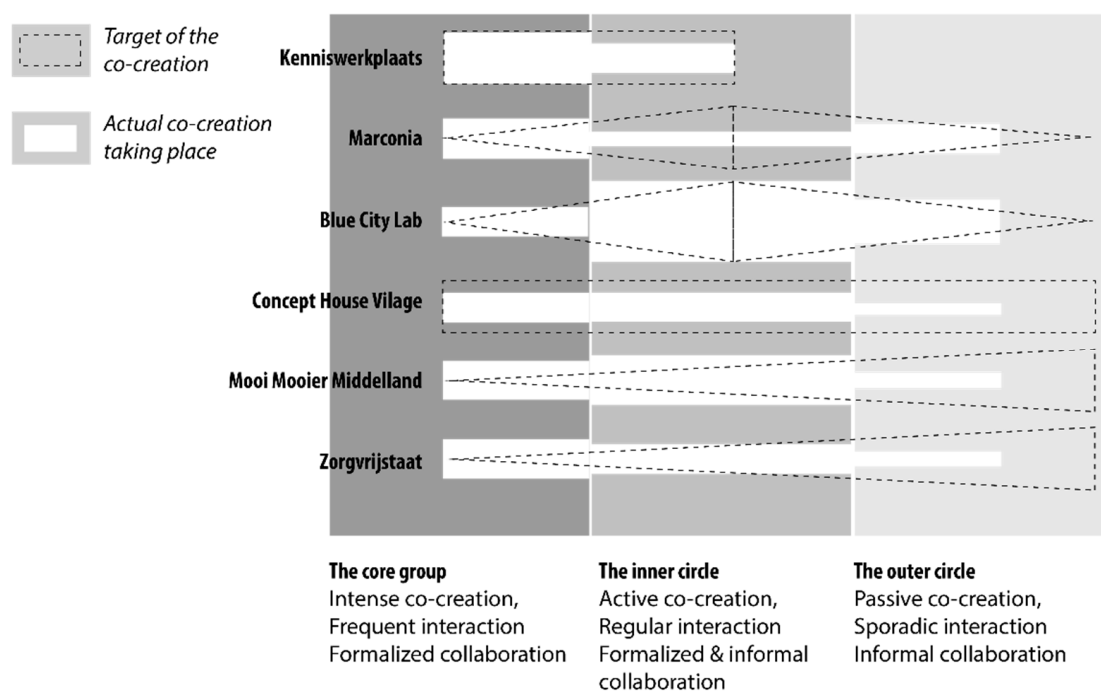 Target of the
co-creation
Actual co-creation
taking place
Kenniswerkplaats
Marconia
Blue City Lab
Concept House Vilage
Mooi Mooier Middelland
Zorgvrijstaat
The core group
Intense co-creation,
Frequent interaction
Formalized collaboration
The inner circle
Active co-creation,
Regular interaction
Formalized & informal
collaboration
The outer circle
Passive co-creation,
Sporadic interaction
Informal collaboration